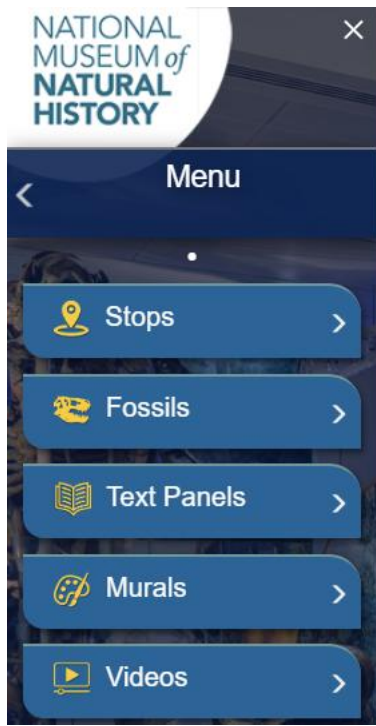 NATIONAL
MUSEUM of
NATURAL
HISTORY
Menu
Stops
Fossils
Text Panels
Murals
Videos